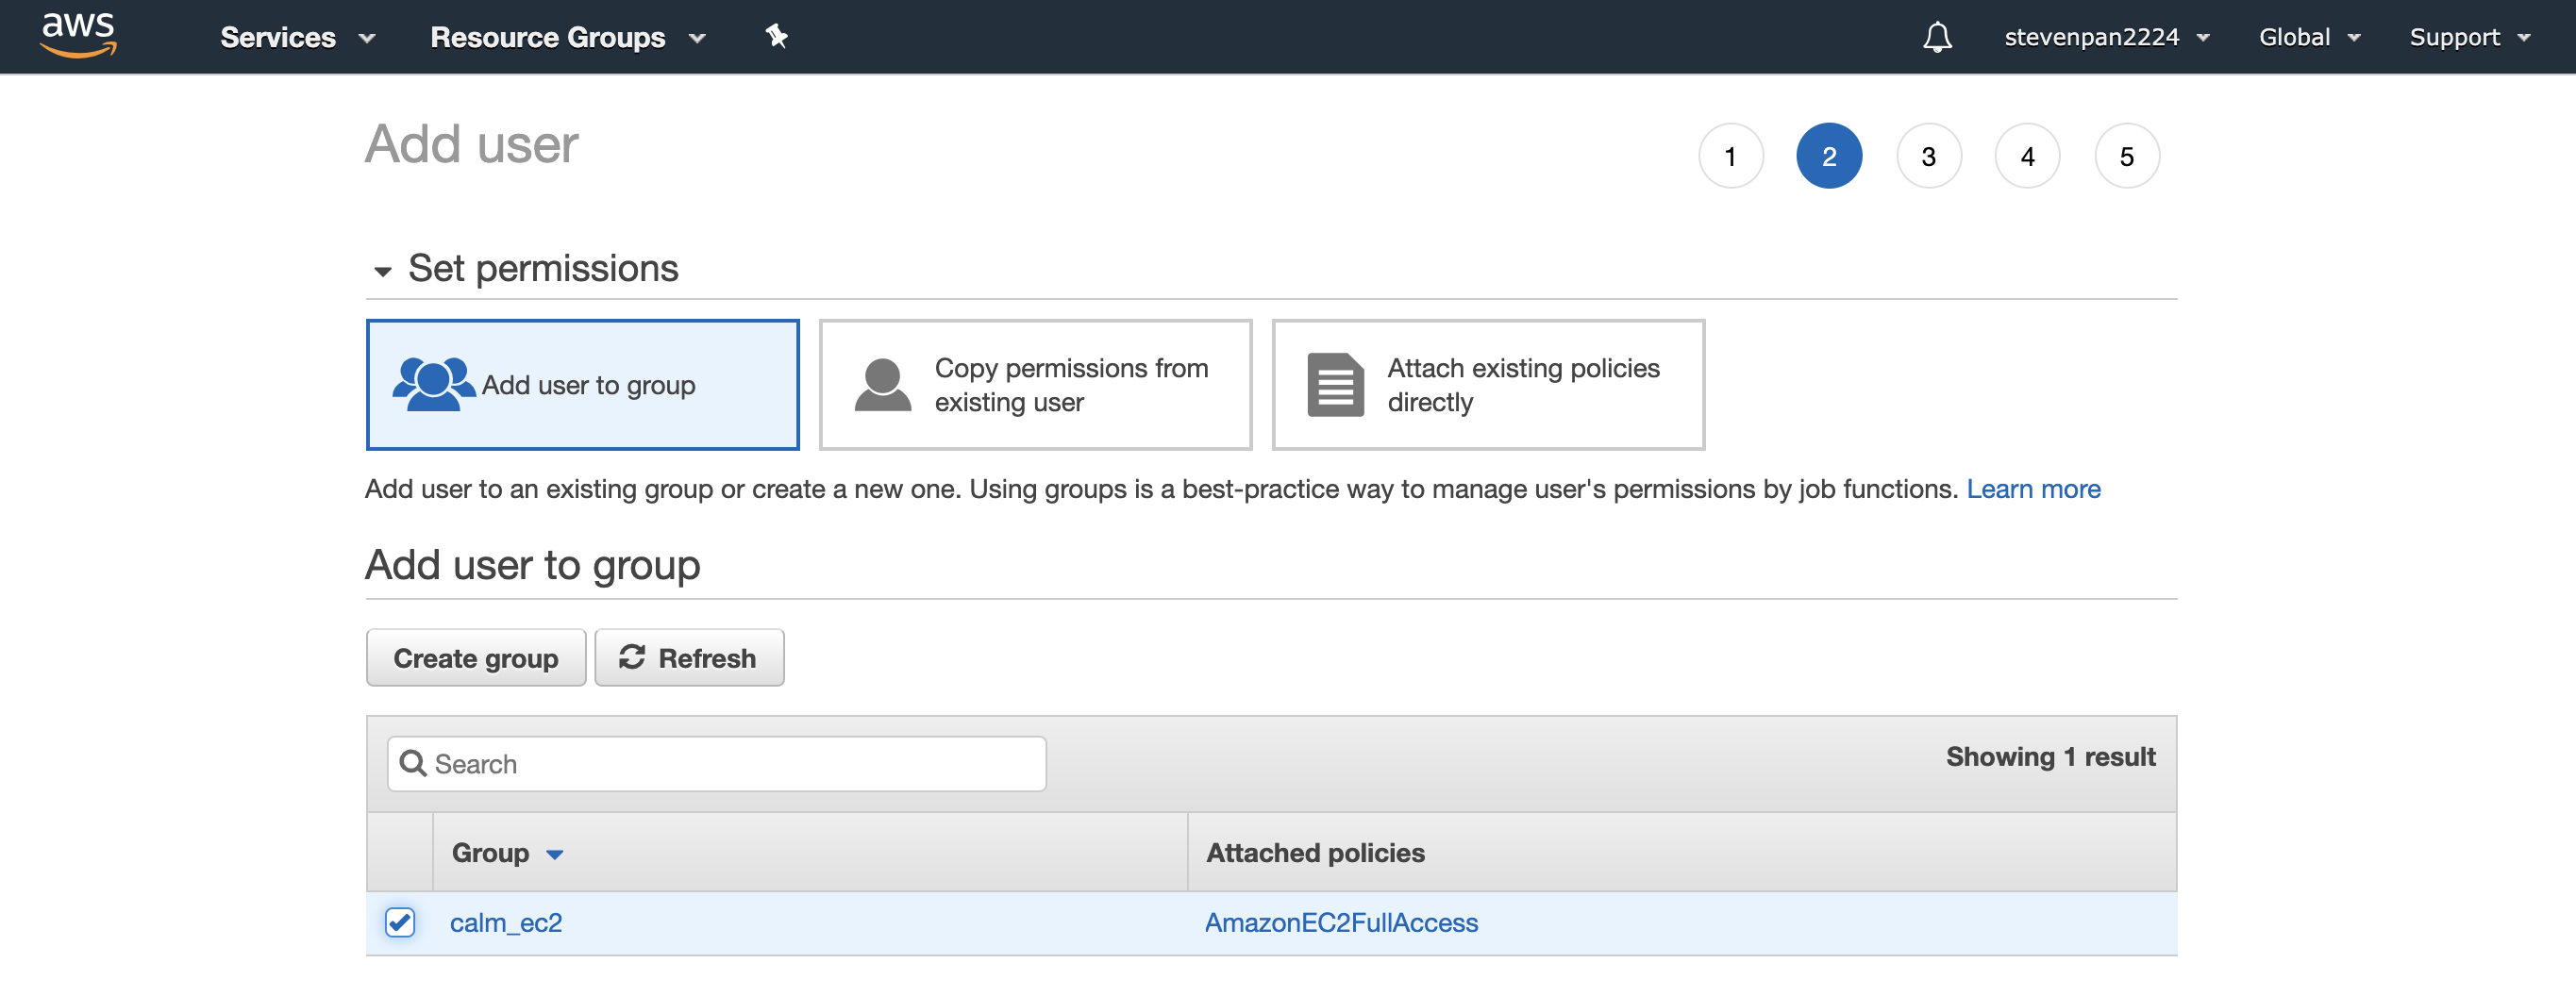 aws Services Resource Groups stevenpan2224 Global Support
Add user 1 2 3 4 5
Set permissions
Add user to group
Copy permissions from
existing user
Attach existing policies
directly
Add user to an existing group or create a new one. Using groups is a best-practice way to manage user's permissions by job functions. Learn more
Add user to group
Create group Refresh
Search Showing 1 result
Group Attached policies
calm_ec2 AmazonEC2FullAccess